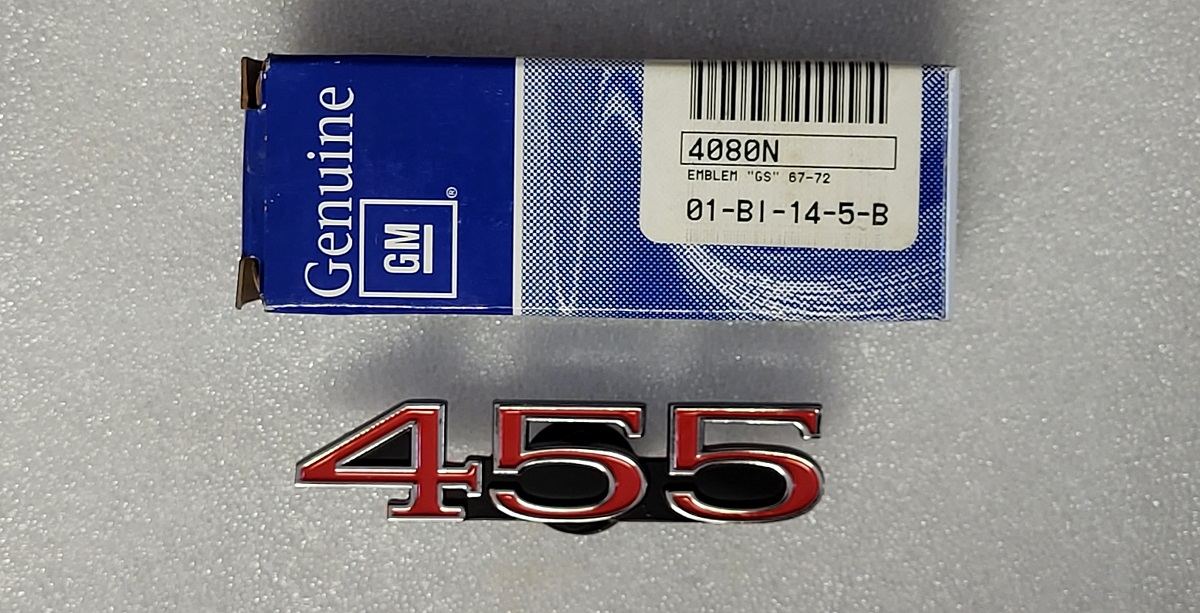 Genuine
GM®
4080N
EMBLEM "GS" 67-72
01-BI-14-5-B
455